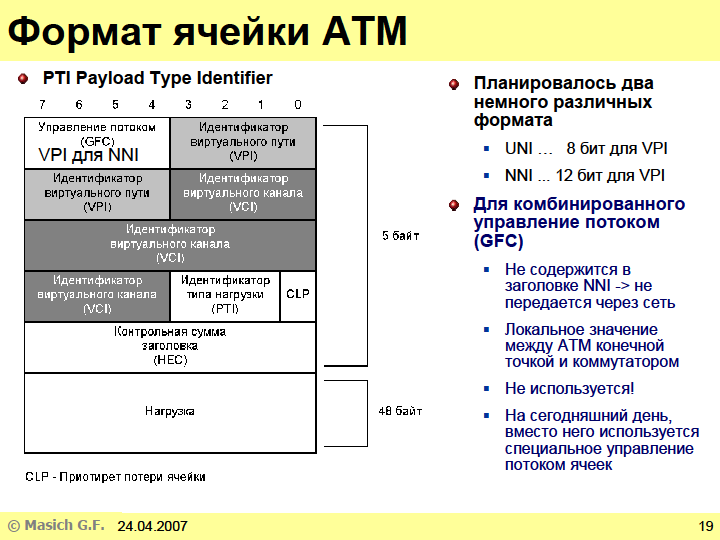 Формат ячейки ATM
PTI Payload Type Identifier
7 6 5 4 3 2 1 0
Управление потоком
(GFC)
VPI для NNI
Идентификатор
виртуального пути
(VPI)
Идентификатор
виртуального пути
(VPI)
Идентификатор
виртуального канала
(VCI)
Идентификатор
виртуального канала
(VCI)
Идентификатор
виртуального канала
(VCI)
Идентификатор
типа нагрузки
(PTI)
CLP
Контрольная сумма
заголовка
(HEC)
Нагрузка
5 байт
48 байт
CLP - Приотирет потери ячейки
Планировалось два
немного различных
формата
UNI … 8 бит для VPI
NNI ... 12 бит для VPI
Для комбинированного
управление потоком
(GFC)
Не содержится в
заголовке NNI -> не
передается через сеть
Локальное значение
между ATM конечной
точкой и коммутатором
Не используется!
На сегодняшний день,
вместо него используется
специальное управление
потоком ячеек
© Masich G.F. 24.04.2007
19